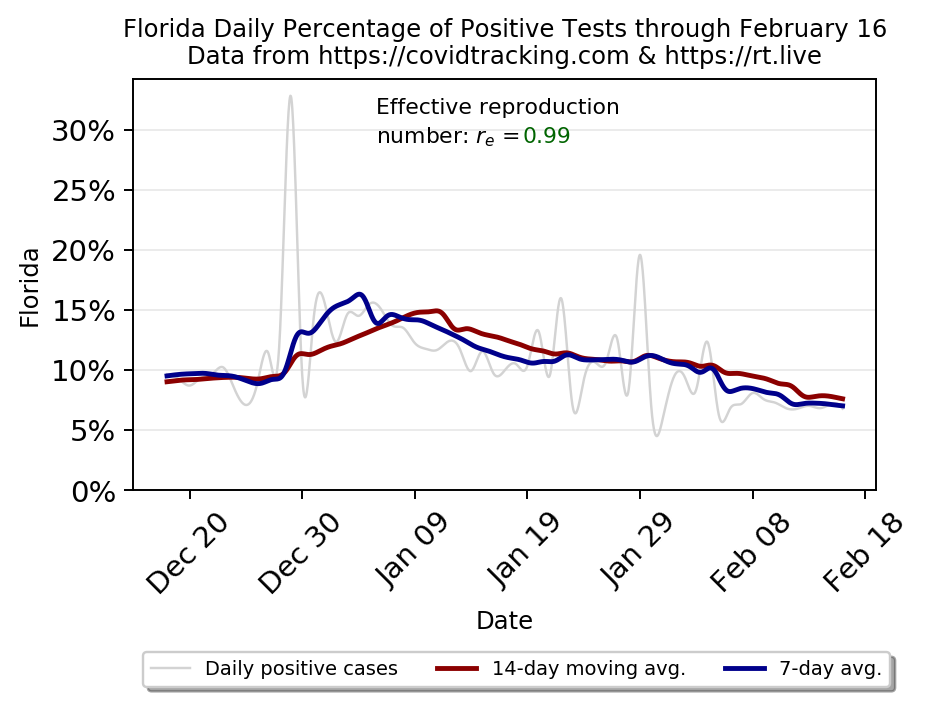 Florida Daily Percentage of Positive Tests through February 16
Data from https://covidtracking.com & https://rt.live
Effective reproduction
number: rₑ = 0.99
30%
25%
20%
15%
10%
5%
0%
Florida
Dec 20
Dec 30
Jan 09
Jan 19
Jan 29
Feb 08
Feb 18
Date
Daily positive cases
14-day moving avg.
7-day avg.